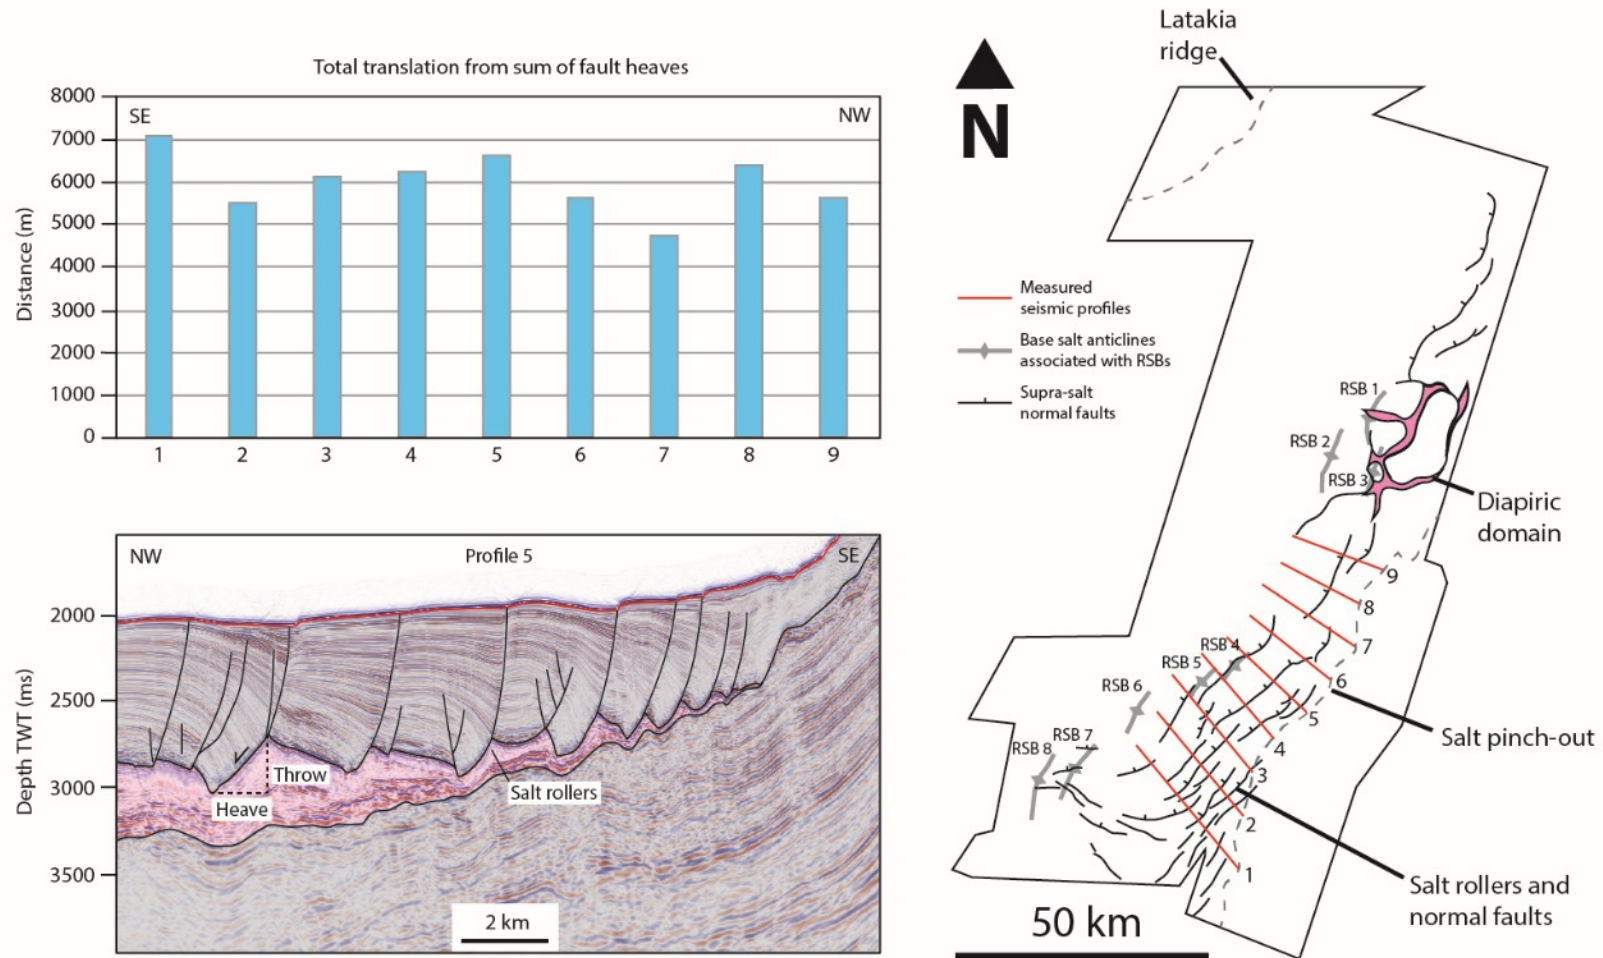 Total translation from sum of fault heaves
8000
7000
6000
5000
4000
3000
2000
1000
0
Distance (m)
SE
NW
1 2 3 4 5 6 7 8 9
NW
Profile 5
SE
2000
2500
3000
3500
Depth TWT (ms)
Throw
Heave
Salt rollers
2 km
N
Latakia
ridge
Measured
seismic profiles
Base salt anticlines
associated with RSBs
Supra-salt
normal faults
RSB 1
RSB 2
RSB 3
Diapiric
domain
9
8
7
6
5
4
3
2
1
RSB 4
RSB 5
RSB 6
RSB 7
RSB 8
Salt pinch-out
Salt rollers and
normal faults
50 km